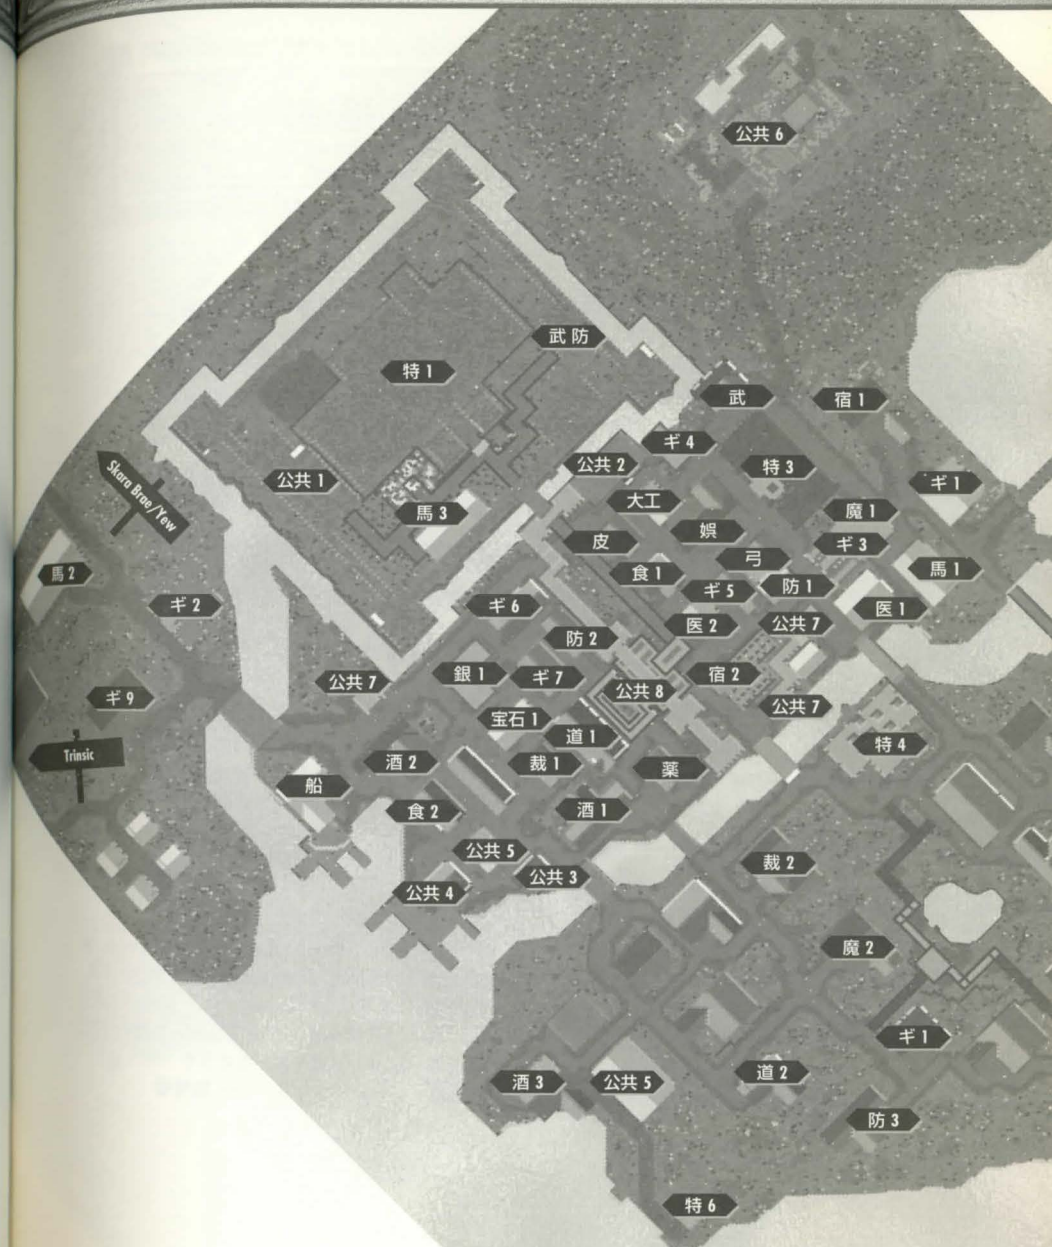 公共 6
武 防
特 1
武
宿 1
ギ 4
公共 2
特 3
公共 1
ギ 1
Skara Brae/Yew
大工
馬 3
魔 1
娯
皮
ギ 3
弓
馬 1
食 1
馬 2
防 1
ギ 5
ギ 2
ギ 6
医 1
医 2
公共 7
防 2
銀 1
宿 2
ギ 7
公共 7
公共 8
ギ 9
公共 7
宝石 1
道 1
特 4
Trinsic
酒 2
裁 1
薬
船
食 2
酒 1
公共 5
裁 2
公共 3
公共 4
魔 2
ギ 1
道 2
酒 3
公共 5
防 3
特 6